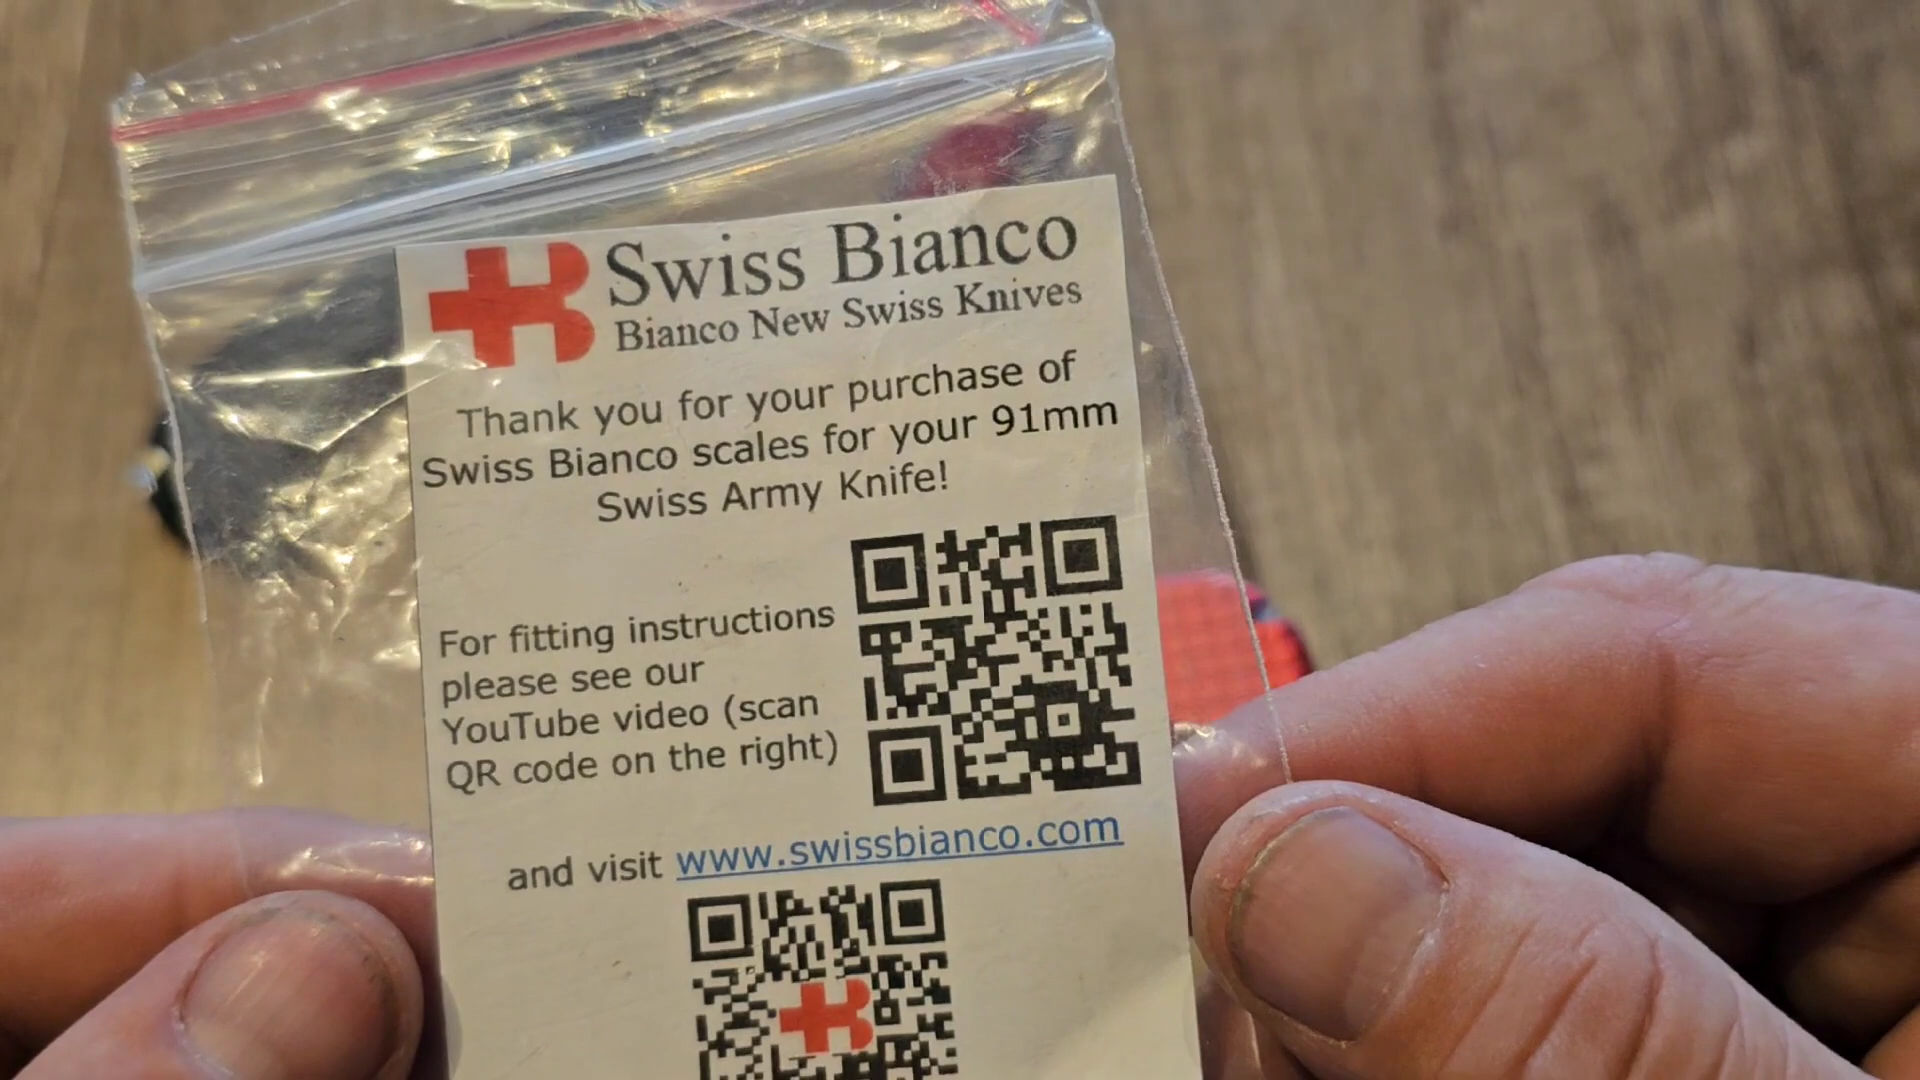 Swiss Bianco
Bianco New Swiss Knives
Thank you for your purchase of
Swiss Bianco scales for your 91mm
Swiss Army Knife!
For fitting instructions
please see our
YouTube video (scan
QR code on the right)
and visit www.swissbianco.com